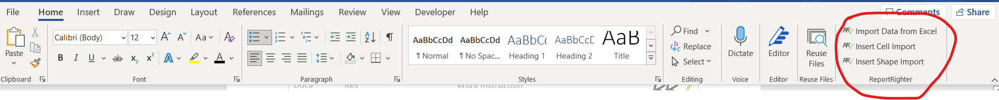 File Home Insert Draw Design Layout References Mailings Review View Developer Help Comments Share
Calibri (Body) 12 Aa
Paste
B I U ab x₂ x² A A
AaBbCcDd AaBbCcDd AaBbCc AaBbCcD AaB
¶ Normal ¶ No Spac... Heading 1 Heading 2 Title
Find
Replace
Select
Dictate
Editor
Reuse
Files
RR Import Data from Excel
RR Insert Cell Import
RR Insert Shape Import
Clipboard Font Paragraph Styles Editing Voice Editor Reuse Files ReportRighter
Doc# Rev Work Instruction